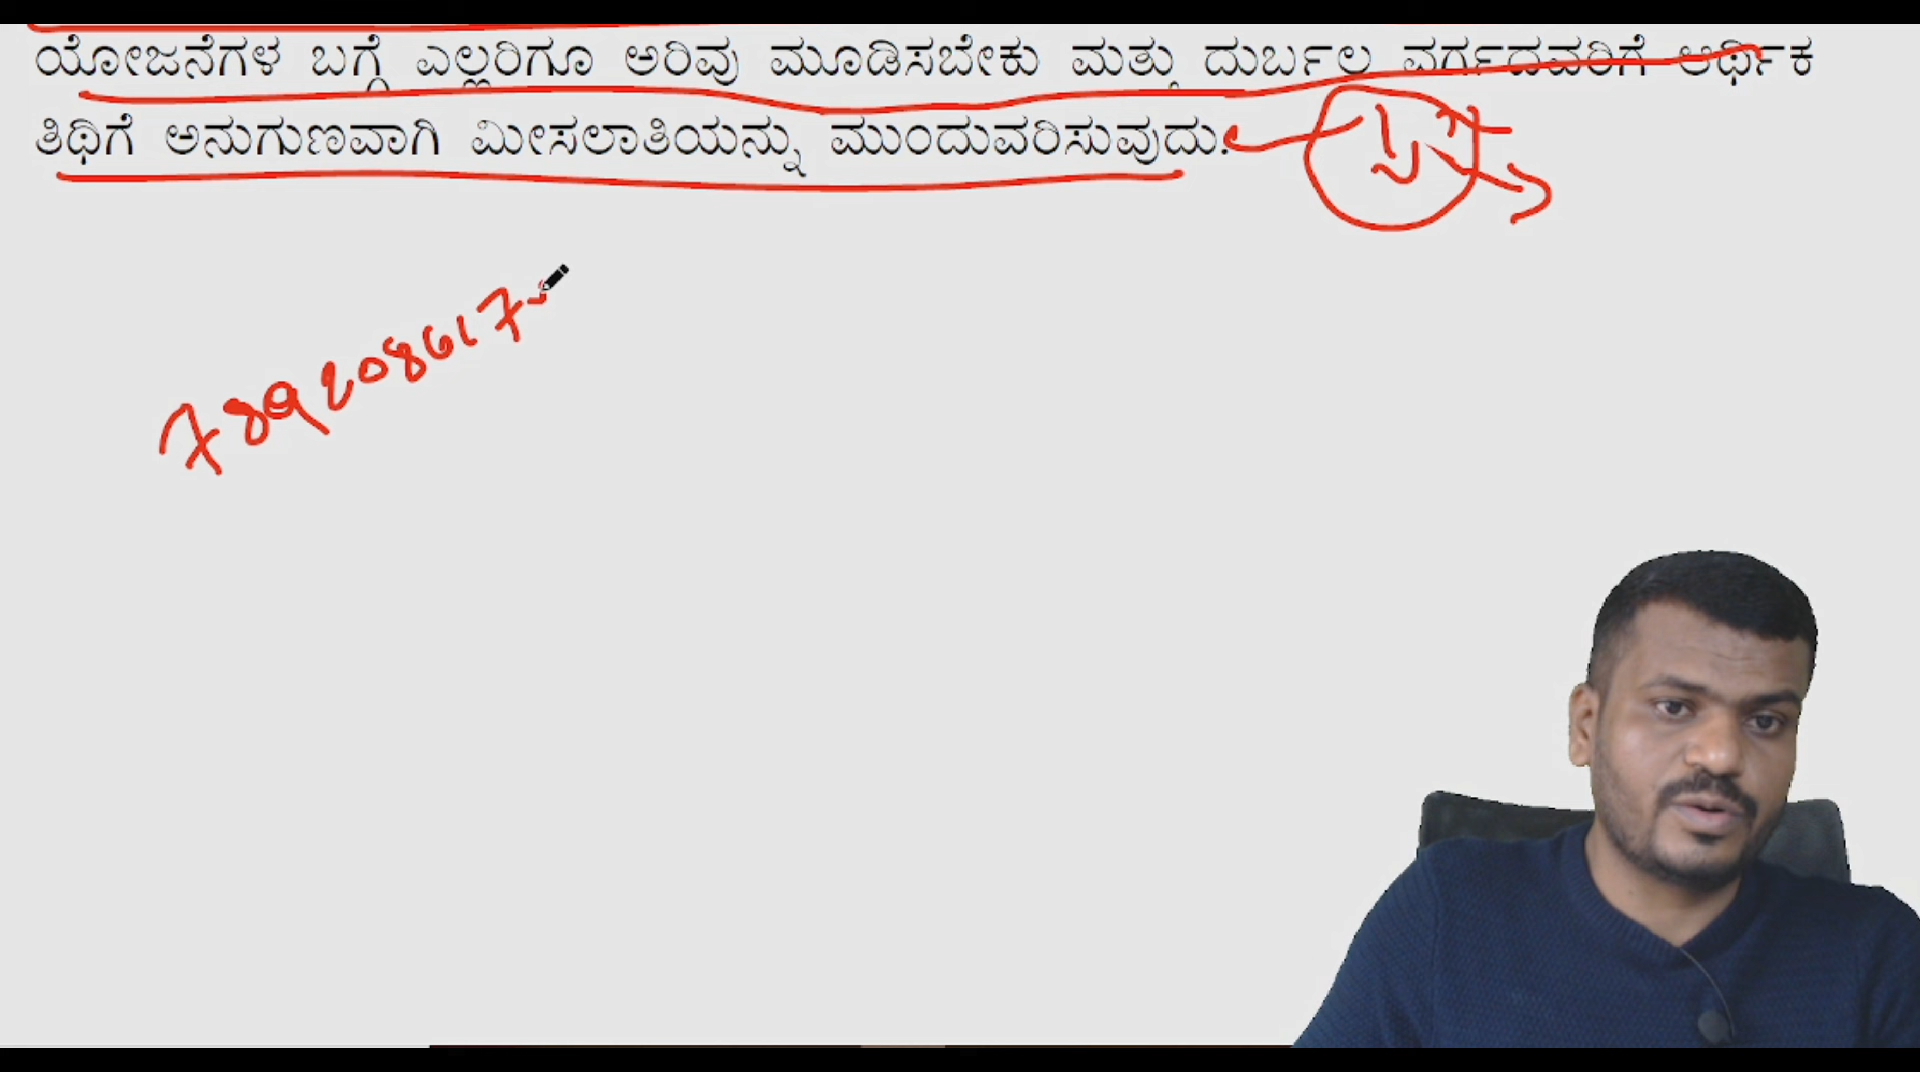 ಯೋಜನೆಗಳ ಬಗ್ಗೆ ಎಲ್ಲರಿಗೂ ಅರಿವು ಮೂಡಿಸಬೇಕು ಮತ್ತು ದುರ್ಬಲ ವರ್ಗದವರಿಗೆ ಆರ್ಥಿಕ
ತಿಥಿಗೆ ಅನುಗುಣವಾಗಿ ಮೀಸಲಾತಿಯನ್ನು ಮುಂದುವರಿಸುವುದು.
789208617